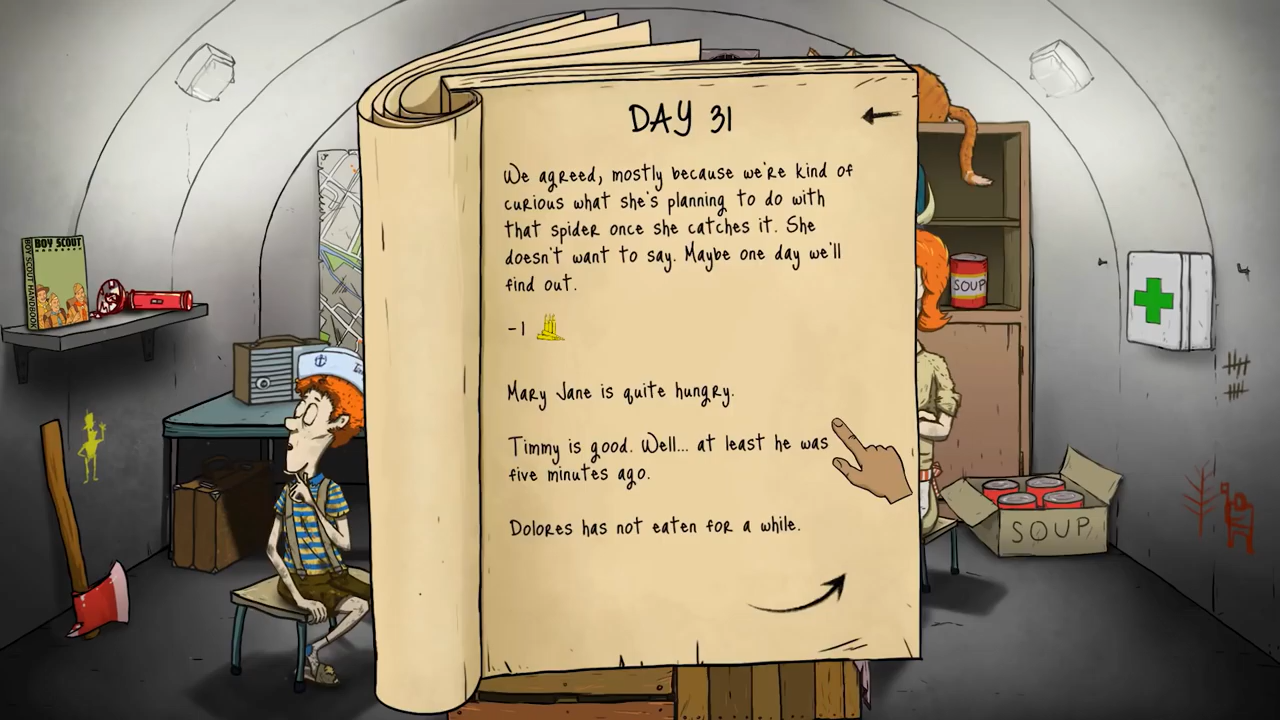 DAY 31
We agreed, mostly because we're kind of
curious what she's planning to do with
that spider once she catches it. She
doesn't want to say. Maybe one day we'll
find out.
-1
Mary Jane is quite hungry.
Timmy is good. Well... at least he was
five minutes ago.
Dolores has not eaten for a while.
BOY SCOUT
BOY SCOUT HANDBOOK
SOUP
SOUP